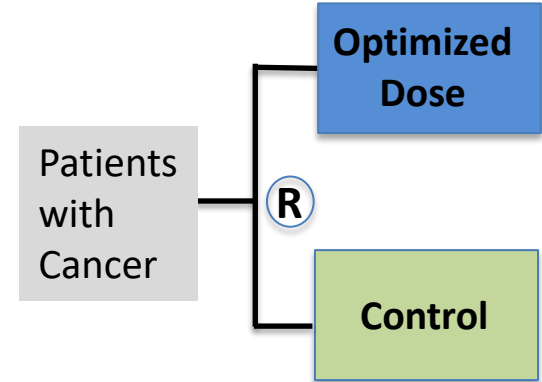 Optimized
Dose
Patients
with
Cancer
R
Control